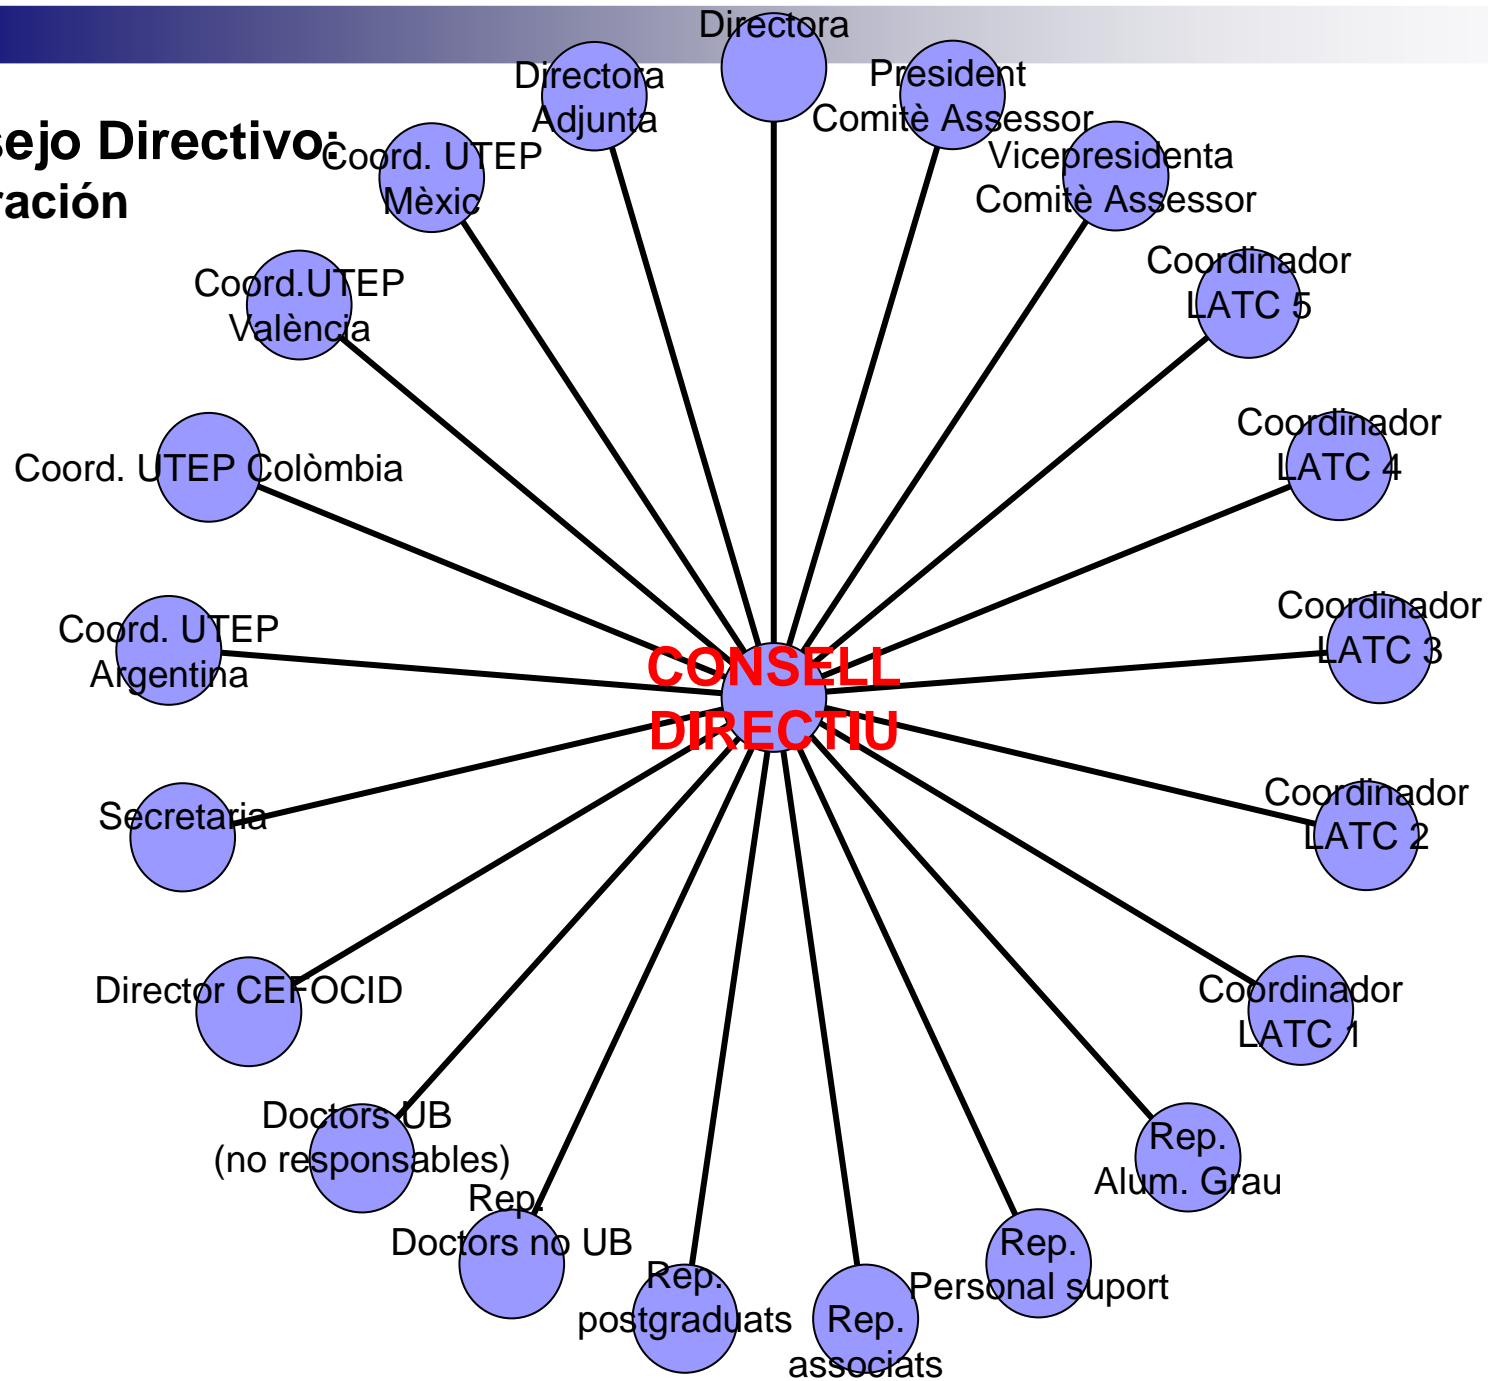 Directora
Directora
Adjunta
President
Comitè Assessor
sejo Directivo:
ración
Coord. UTEP
Mèxic
Vicepresidenta
Comitè Assessor
Coord.UTEP
València
Coordinador
LATC 5
Coord. UTEP Colòmbia
Coordinador
LATC 4
Coord. UTEP
Argentina
Coordinador
LATC 3
CONSELL
DIRECTIU
Secretaria
Coordinador
LATC 2
Director CEFOCID
Coordinador
LATC 1
Doctors UB
(no responsables)
Rep.
Alum. Grau
Rep.
Doctors no UB
Rep.
Personal suport
Rep.
postgraduats
Rep.
associats